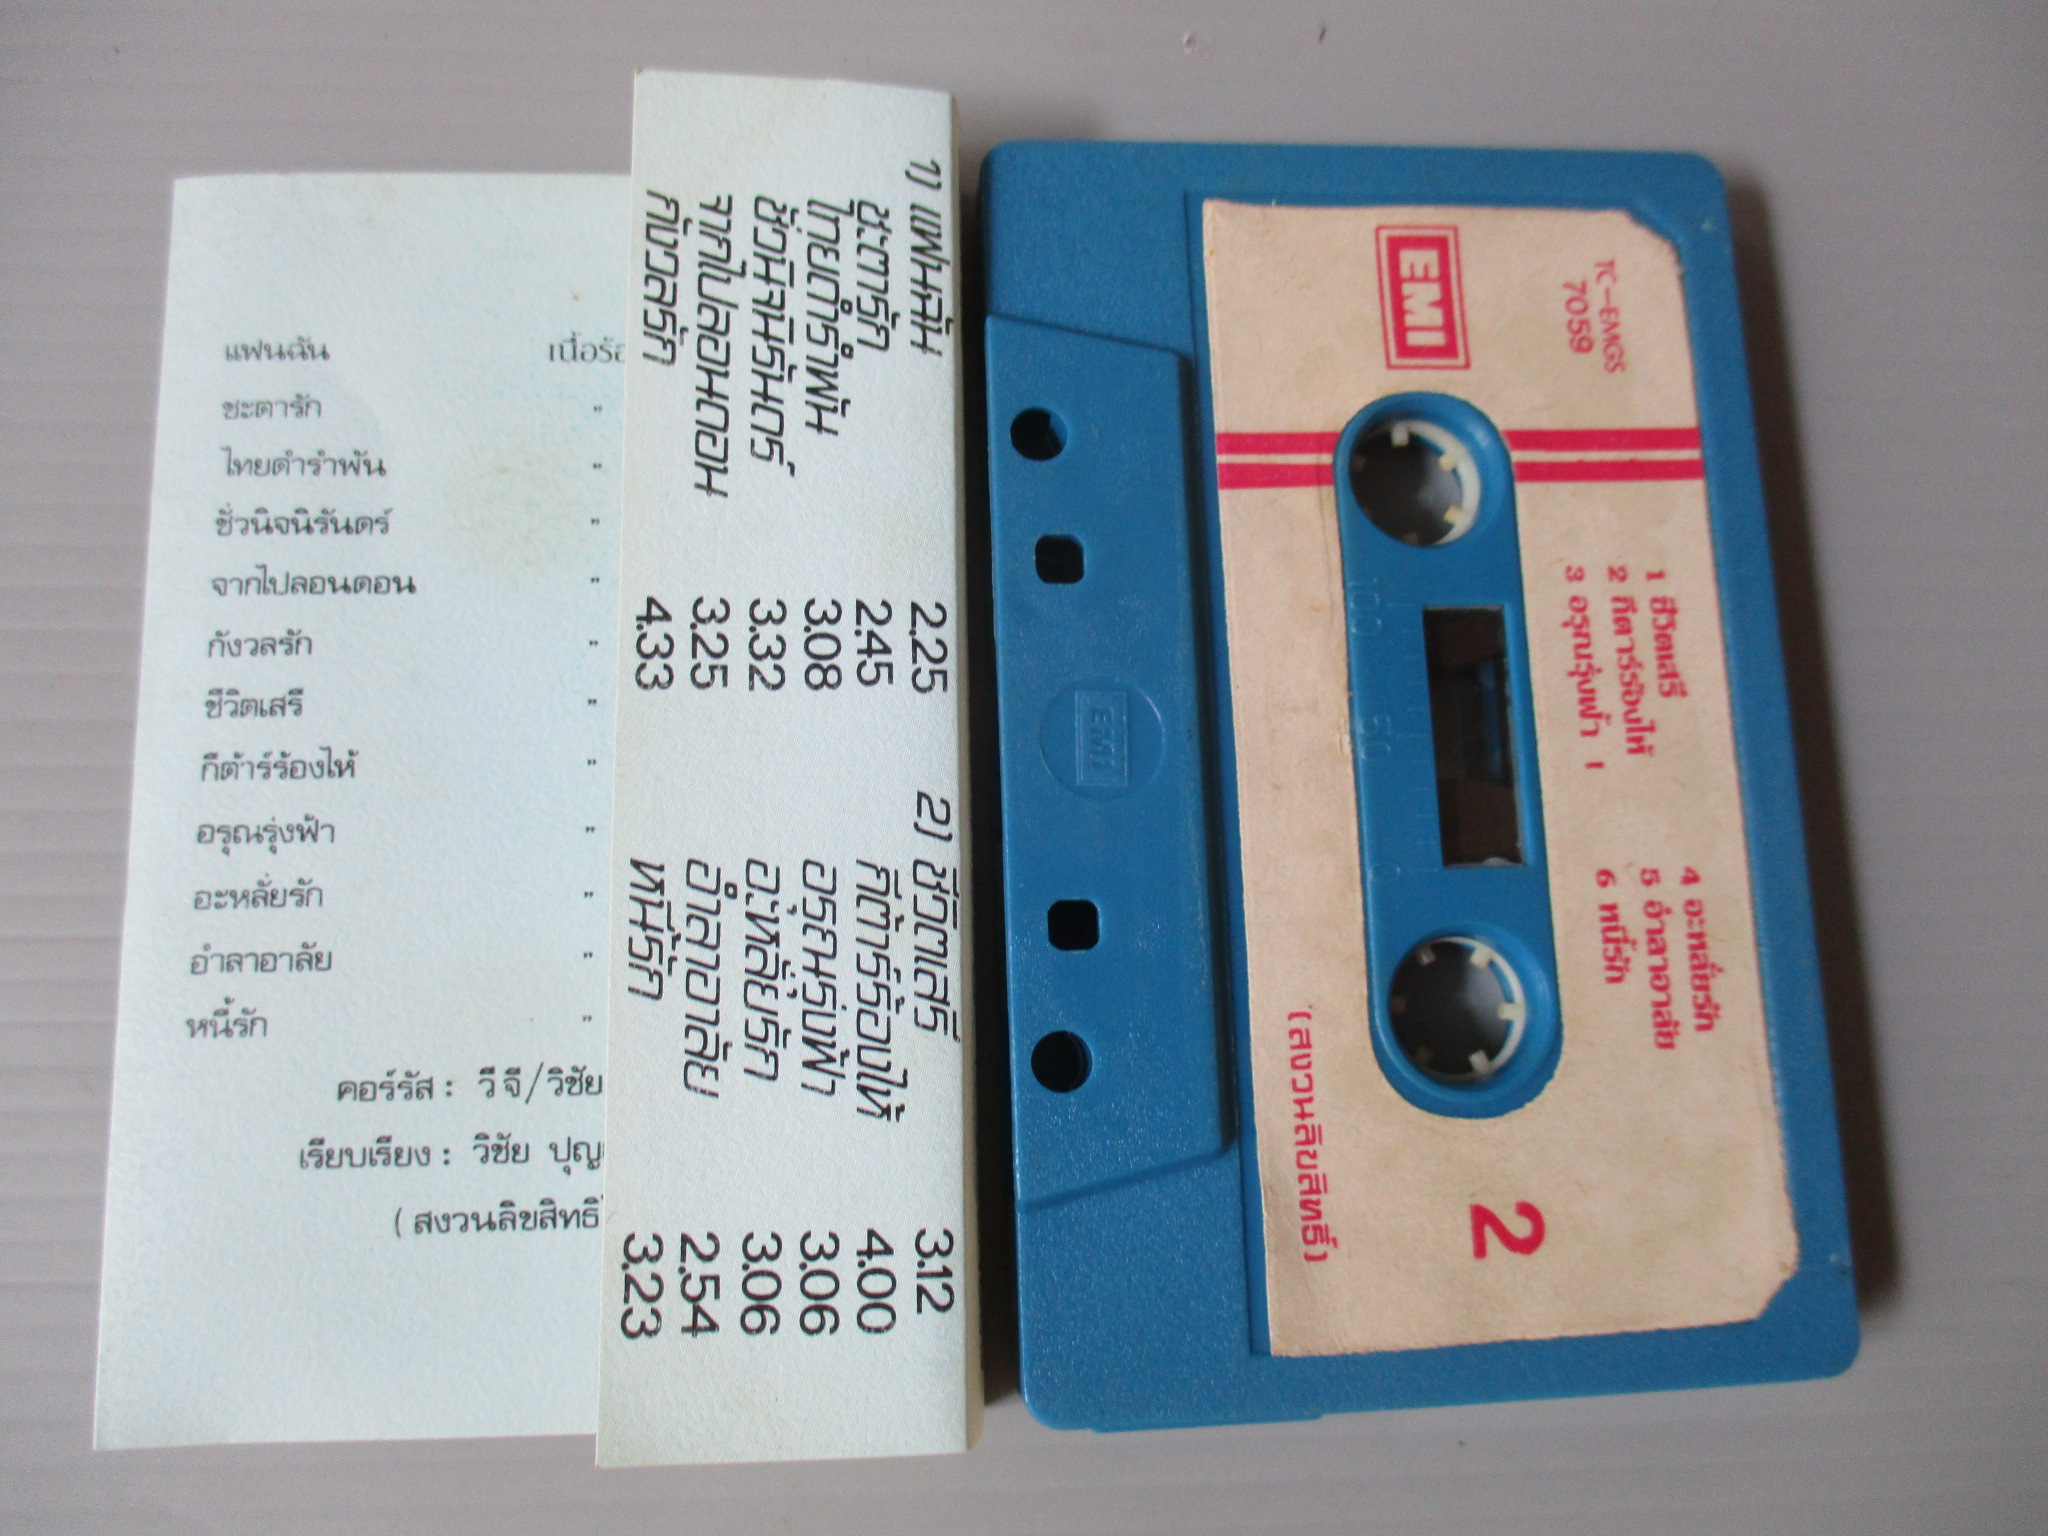 แฟนฉัน เนื้อร้อ
ชะตารัก "
ไทยดำรำพัน "
ชั่วนิจนิรันดร์ "
จากไปลอนดอน "
กังวลรัก "
ชีวิตเสรี "
กีต้าร์ร้องไห้ "
อรุณรุ่งฟ้า "
อะหลั่ยรัก "
อำลาอาลัย "
หนี้รัก "
คอร์รัส : วีจี/วิชัย
เรียบเรียง : วิชัย ปุญ
( สงวนลิขสิทธิ์
1) แฟนฉัน 2.25
ชะตารัก 2.45
ไทยดำรำพัน 3.08
ชั่วนิจนิรันดร์ 3.32
จากไปลอนดอน 3.25
กังวลรัก 4.33
2) ชีวิตเสรี 3.12
กีต้าร์ร้องไห้ 4.00
อรุณรุ่งฟ้า 3.06
อะหลั่ยรัก 3.06
อำลาอาลัย 2.54
หนี้รัก 3.23
TC-EMGS
7059
EMI
1 ชีวิตเสรี
2 กีตาร์ร้องไห้
3 อรุณรุ่งฟ้า 1
4 อะหลั่ยรัก
5 อำลาอาลัย
6 หนี้รัก
2
(สงวนลิขสิทธิ์)
100 50 0
EMI